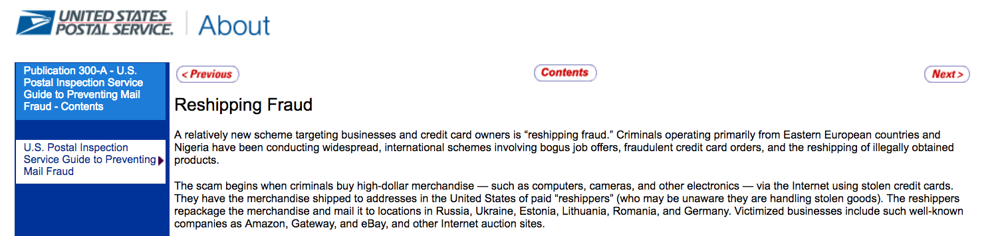 UNITED STATES
POSTAL SERVICE.
About
Publication 300-A - U.S.
Postal Inspection Service
Guide to Preventing Mail
Fraud - Contents
U.S. Postal Inspection
Service Guide to Preventing
Mail Fraud
< Previous
Contents
Next >
Reshipping Fraud
A relatively new scheme targeting businesses and credit card owners is “reshipping fraud.” Criminals operating primarily from Eastern European countries and
Nigeria have been conducting widespread, international schemes involving bogus job offers, fraudulent credit card orders, and the reshipping of illegally obtained
products.
The scam begins when criminals buy high-dollar merchandise — such as computers, cameras, and other electronics — via the Internet using stolen credit cards.
They have the merchandise shipped to addresses in the United States of paid “reshippers” (who may be unaware they are handling stolen goods). The reshippers
repackage the merchandise and mail it to locations in Russia, Ukraine, Estonia, Lithuania, Romania, and Germany. Victimized businesses include such well-known
companies as Amazon, Gateway, and eBay, and other Internet auction sites.